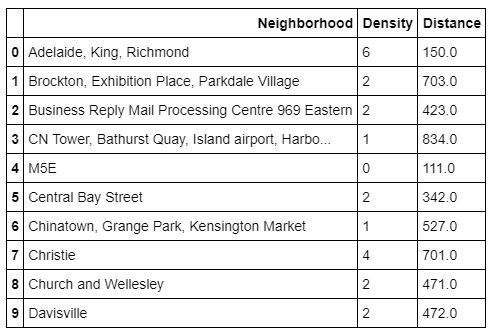 Neighborhood Density Distance
0 Adelaide, King, Richmond 6 150.0
1 Brockton, Exhibition Place, Parkdale Village 2 703.0
2 Business Reply Mail Processing Centre 969 Eastern 2 423.0
3 CN Tower, Bathurst Quay, Island airport, Harbo... 1 834.0
4 M5E 0 111.0
5 Central Bay Street 2 342.0
6 Chinatown, Grange Park, Kensington Market 1 527.0
7 Christie 4 701.0
8 Church and Wellesley 2 471.0
9 Davisville 2 472.0